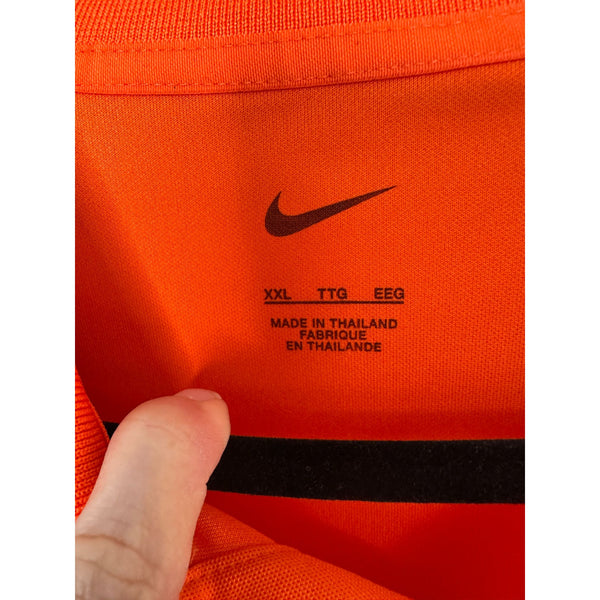 XXL TTG EEG
MADE IN THAILAND
FABRIQUE
EN THAILANDE